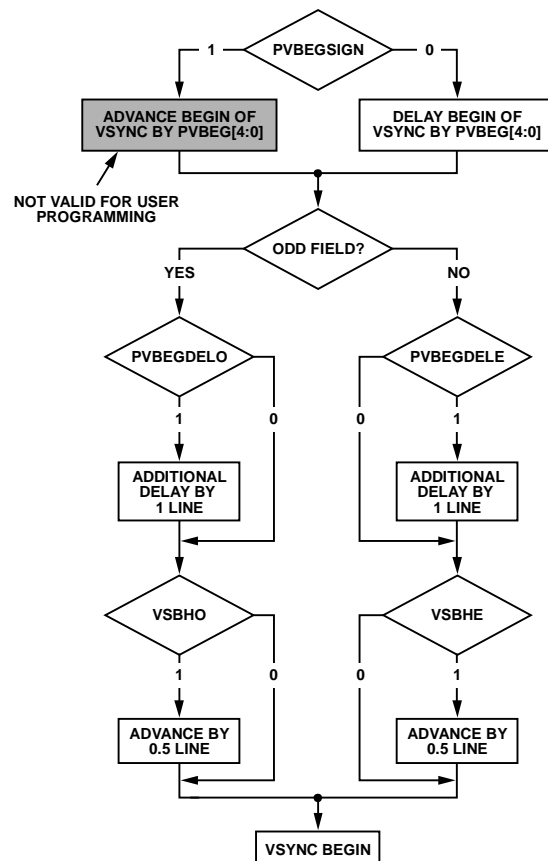 PVBEGSIGN
1
0
ADVANCE BEGIN OF
VSYNC BY PVBEG[4:0]
DELAY BEGIN OF
VSYNC BY PVBEG[4:0]
NOT VALID FOR USER
PROGRAMMING
ODD FIELD?
YES
NO
PVBEGDELO
PVBEGDELE
1
0
0
1
ADDITIONAL
DELAY BY
1 LINE
ADDITIONAL
DELAY BY
1 LINE
VSBHO
VSBHE
1
0
0
1
ADVANCE BY
0.5 LINE
ADVANCE BY
0.5 LINE
VSYNC BEGIN